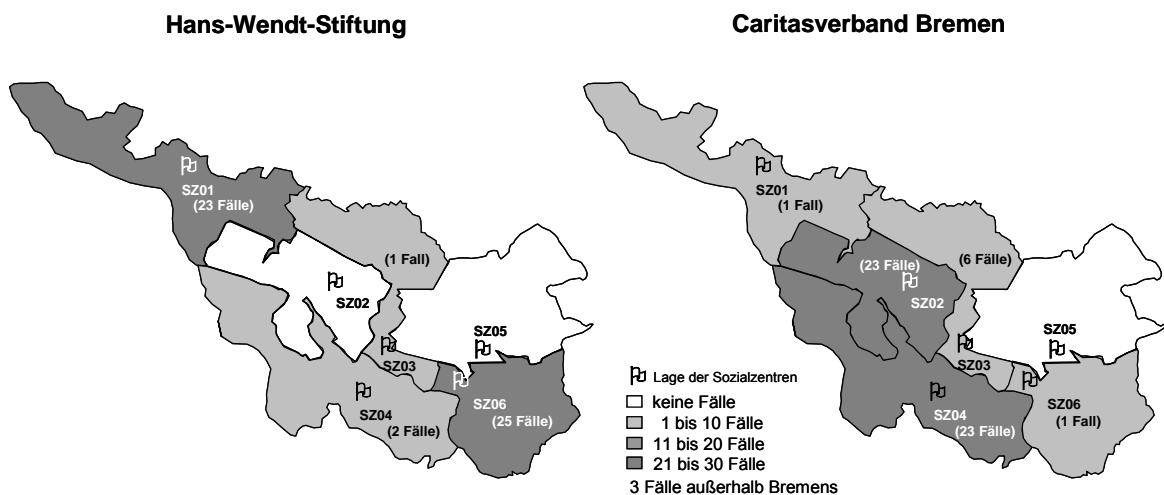 Hans-Wendt-Stiftung
SZ01
(23 Fälle)
(1 Fall)
SZ02
SZ05
SZ03
SZ04
(2 Fälle)
SZ06
(25 Fälle)
Caritasverband Bremen
SZ01
(1 Fall)
(23 Fälle)
(6 Fälle)
SZ02
SZ05
SZ03
SZ04
(23 Fälle)
SZ06
(1 Fall)
Lage der Sozialzentren
keine Fälle
1 bis 10 Fälle
11 bis 20 Fälle
21 bis 30 Fälle
3 Fälle außerhalb Bremens